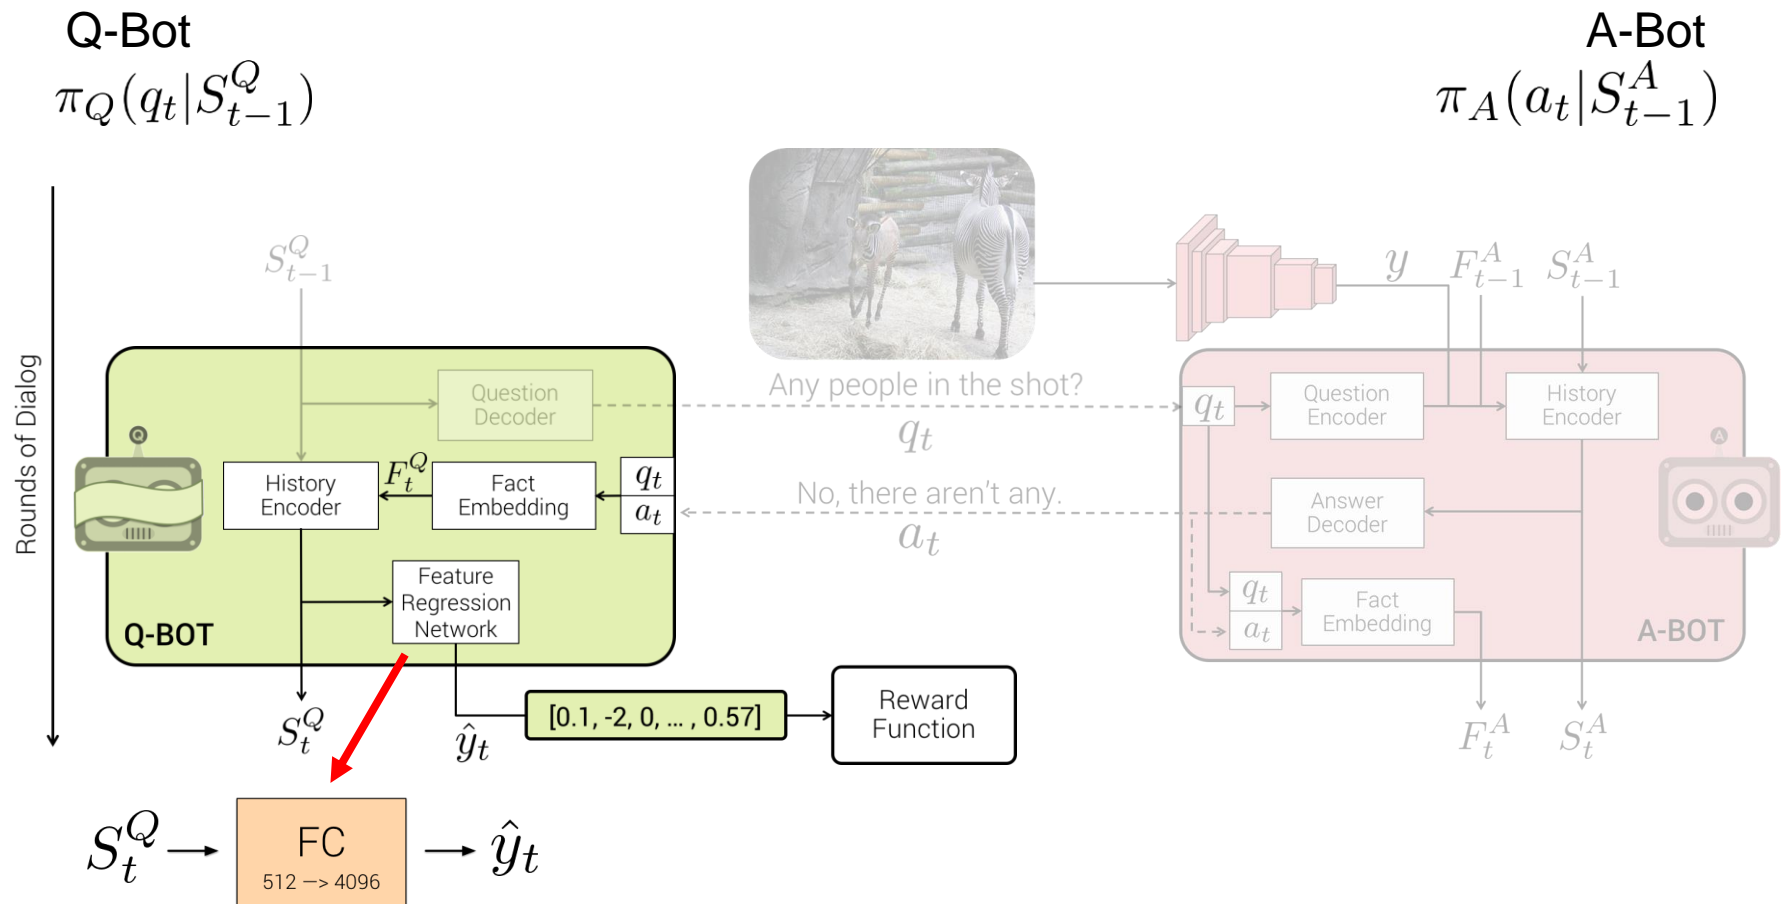 Q-Bot
A-Bot
π_Q(q_t|S^Q_{t−1})
π_A(a_t|S^A_{t−1})
Rounds of Dialog
S^Q_{t−1}
y
F^A_{t−1}
S^A_{t−1}
Question
Decoder
Any people in the shot?
q_t
q_t
Question
Encoder
History
Encoder
Q
A
History
Encoder
F^Q_t
Fact
Embedding
q_t
a_t
No, there aren't any.
a_t
Answer
Decoder
Feature
Regression
Network
Q-BOT
q_t
a_t
Fact
Embedding
A-BOT
S^Q_t
ŷ_t
[0.1, -2, 0, ... , 0.57]
Reward
Function
F^A_t
S^A_t
S^Q_t
FC
512 —> 4096
ŷ_t